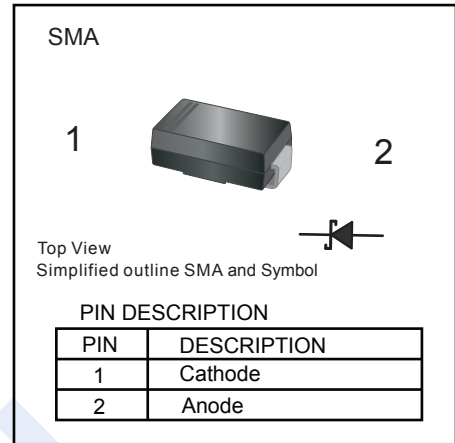 SMA
1
2
Top View
Simplified outline SMA and Symbol
PIN DESCRIPTION
PIN DESCRIPTION
1 Cathode
2 Anode